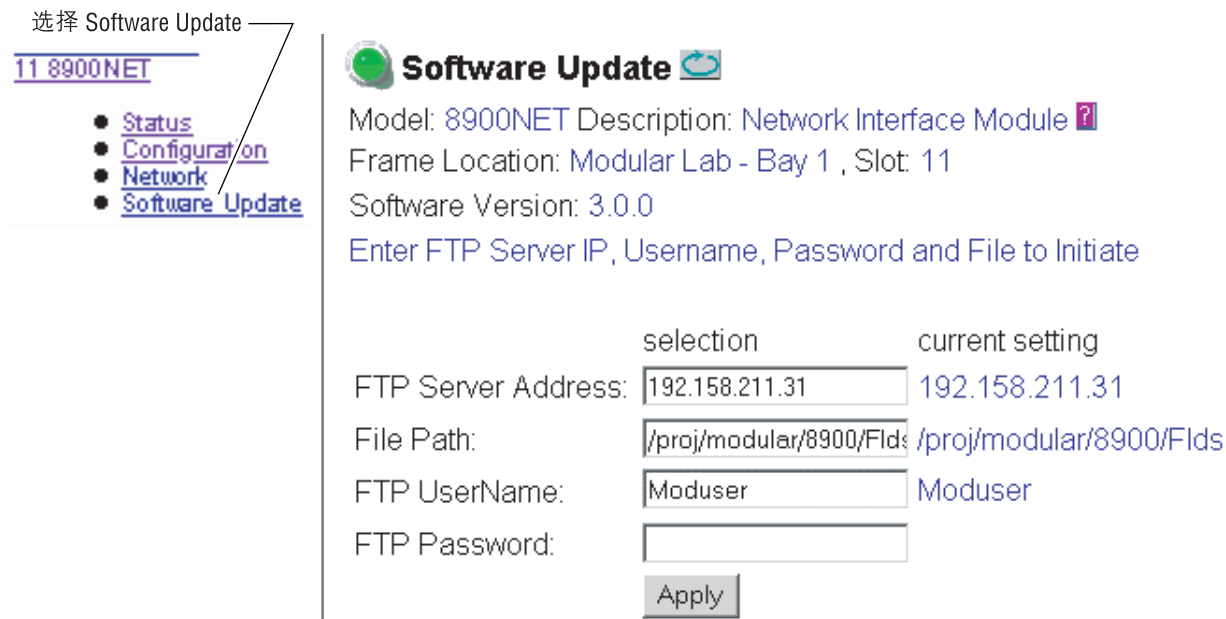 选择 Software Update
11 8900NET
Status
Configuration
Network
Software Update
Software Update
Model: 8900NET Description: Network Interface Module ?
Frame Location: Modular Lab - Bay 1 , Slot: 11
Software Version: 3.0.0
Enter FTP Server IP, Username, Password and File to Initiate
selection current setting
FTP Server Address: 192.158.211.31 192.158.211.31
File Path: /proj/modular/8900/Flds /proj/modular/8900/Flds
FTP UserName: Moduser Moduser
FTP Password:
Apply